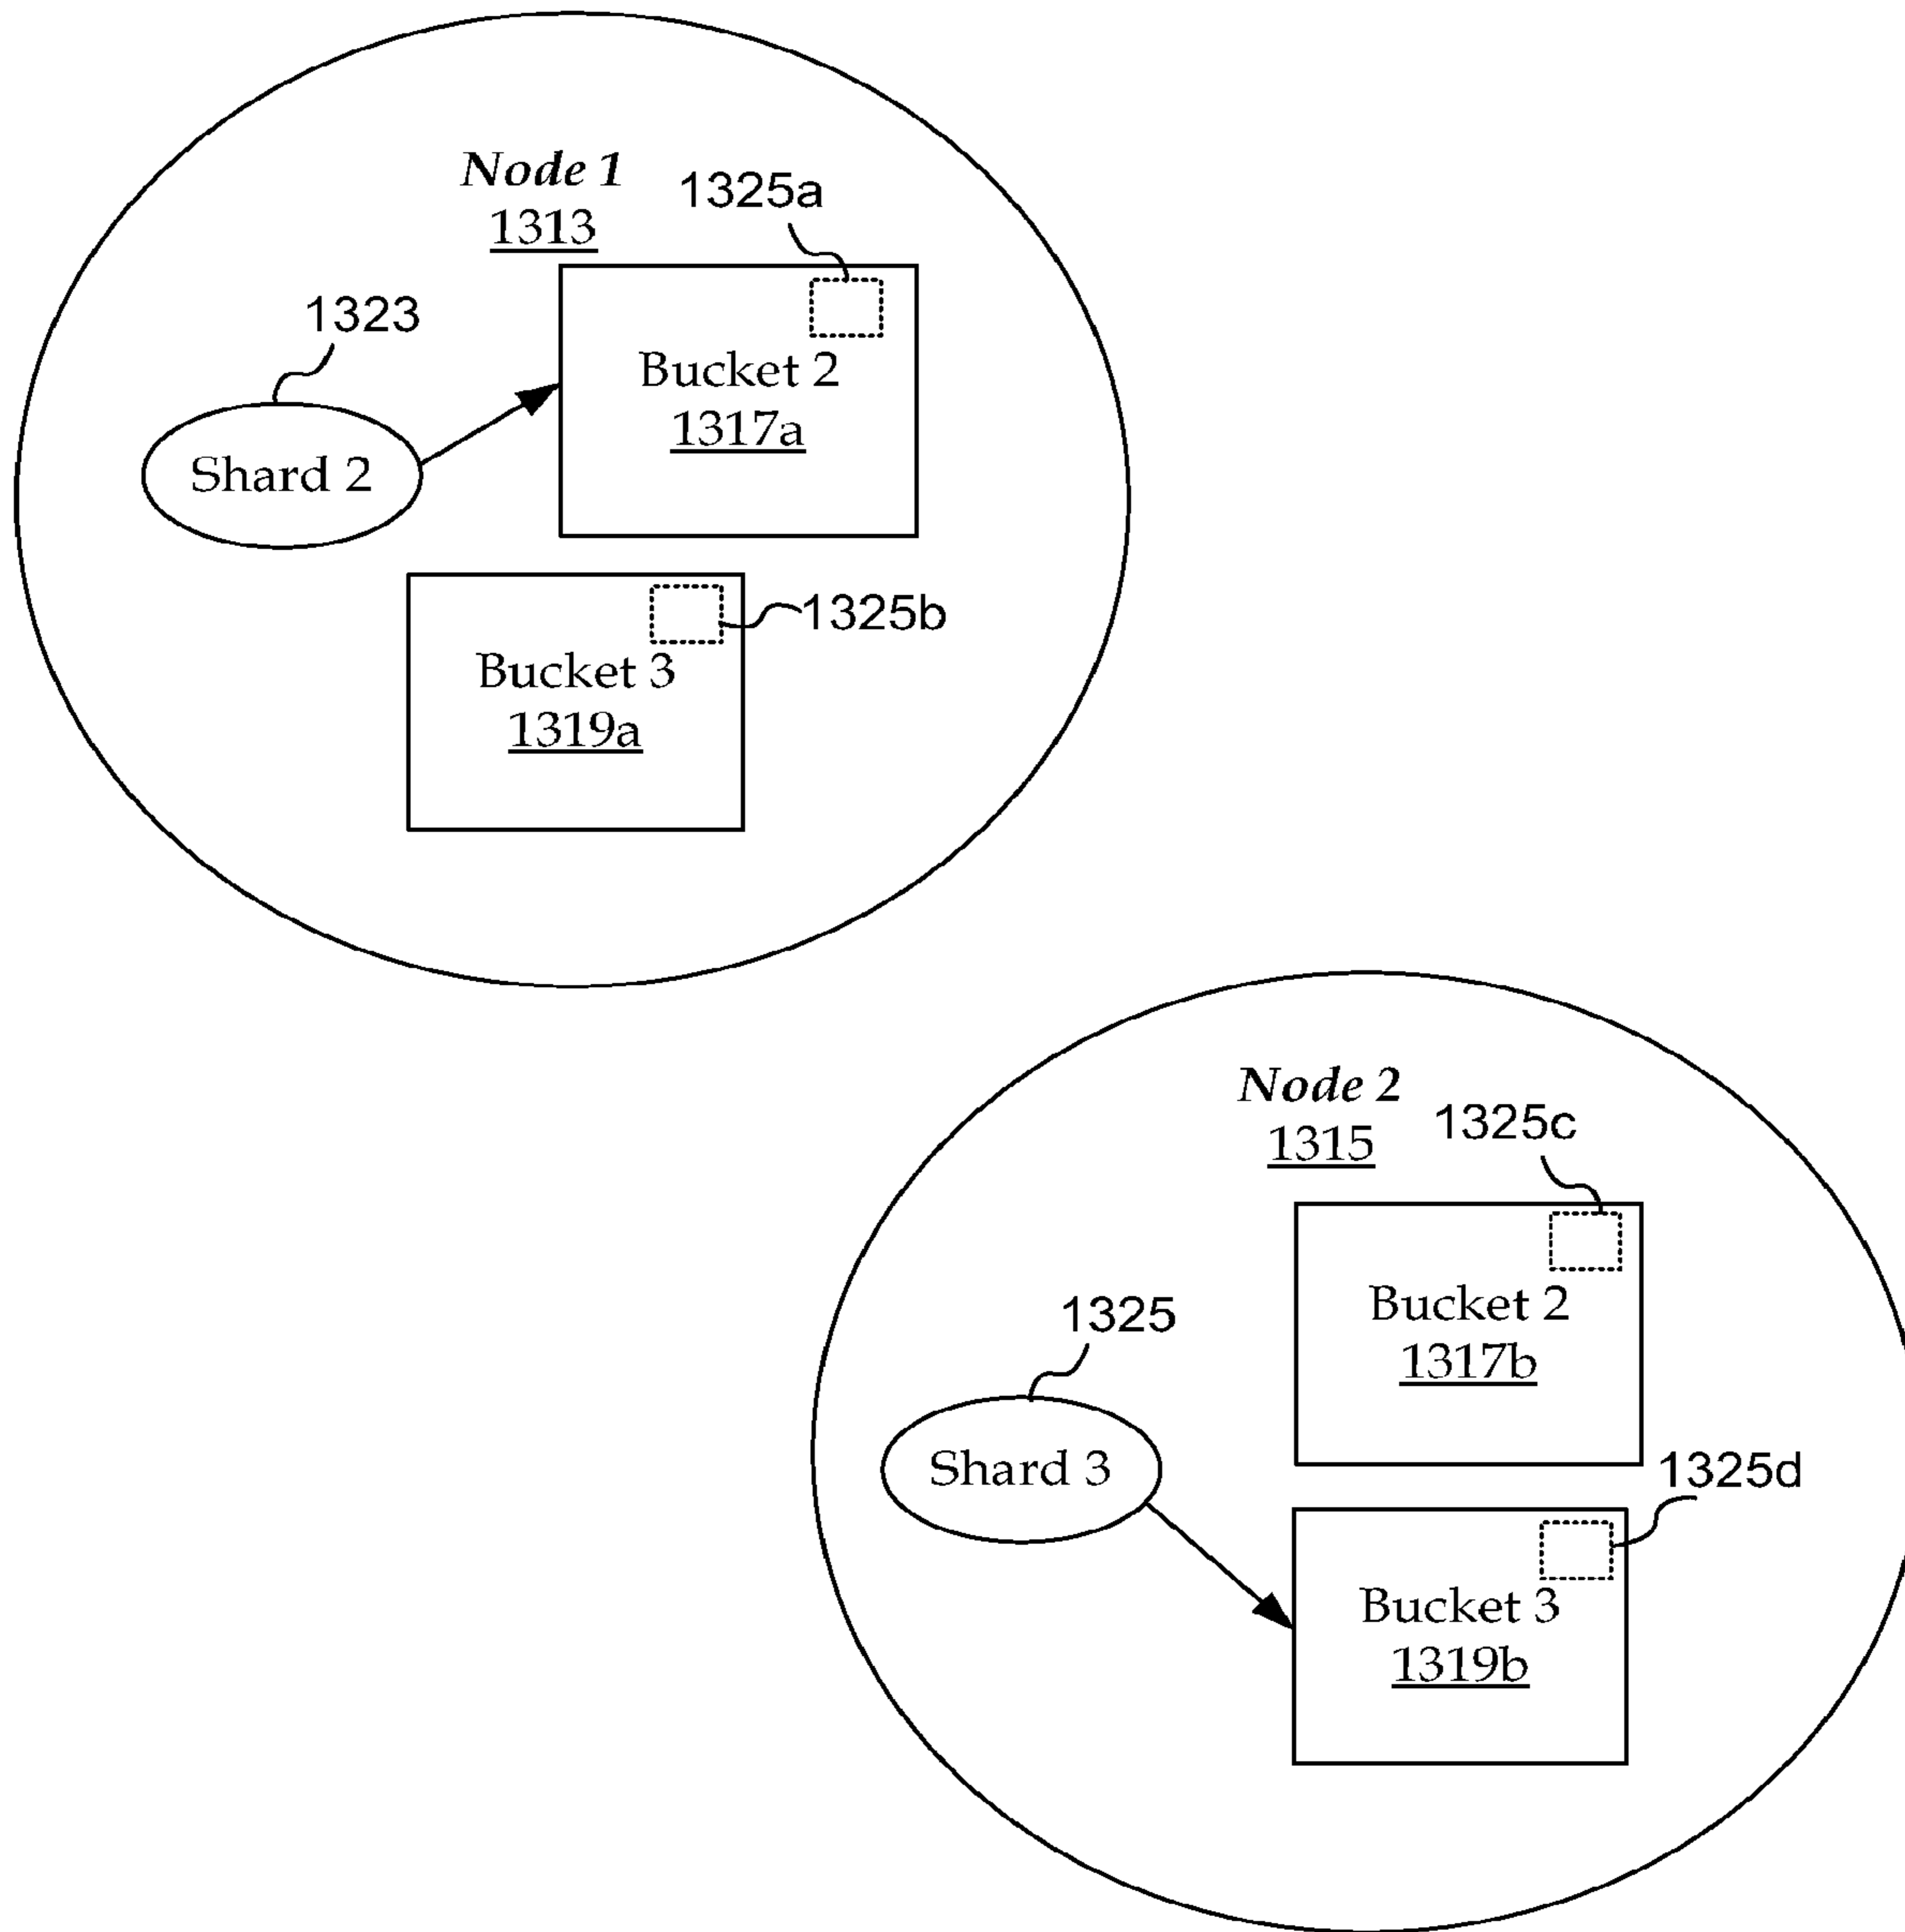 Node 1
1313
1325a
1323
Bucket 2
1317a
Shard 2
1325b
Bucket 3
1319a
Node 2
1315
1325c
1325
Bucket 2
1317b
Shard 3
1325d
Bucket 3
1319b